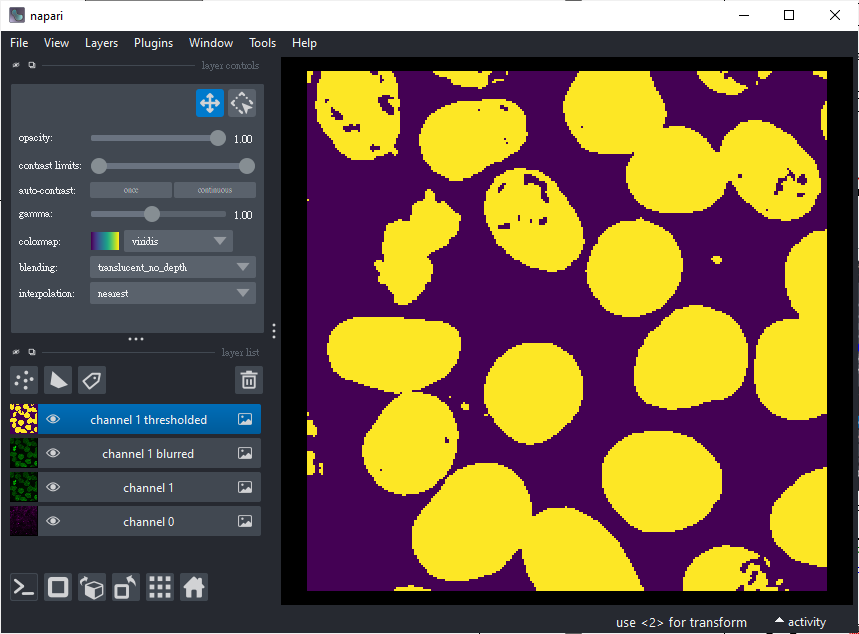 napari
File View Layers Plugins Window Tools Help
layer controls
opacity: 1.00
contrast limits:
auto-contrast: once continuous
gamma: 1.00
colormap: viridis
blending: translucent_no_depth
interpolation: nearest
layer list
channel 1 thresholded
channel 1 blurred
channel 1
channel 0
use <2> for transform activity